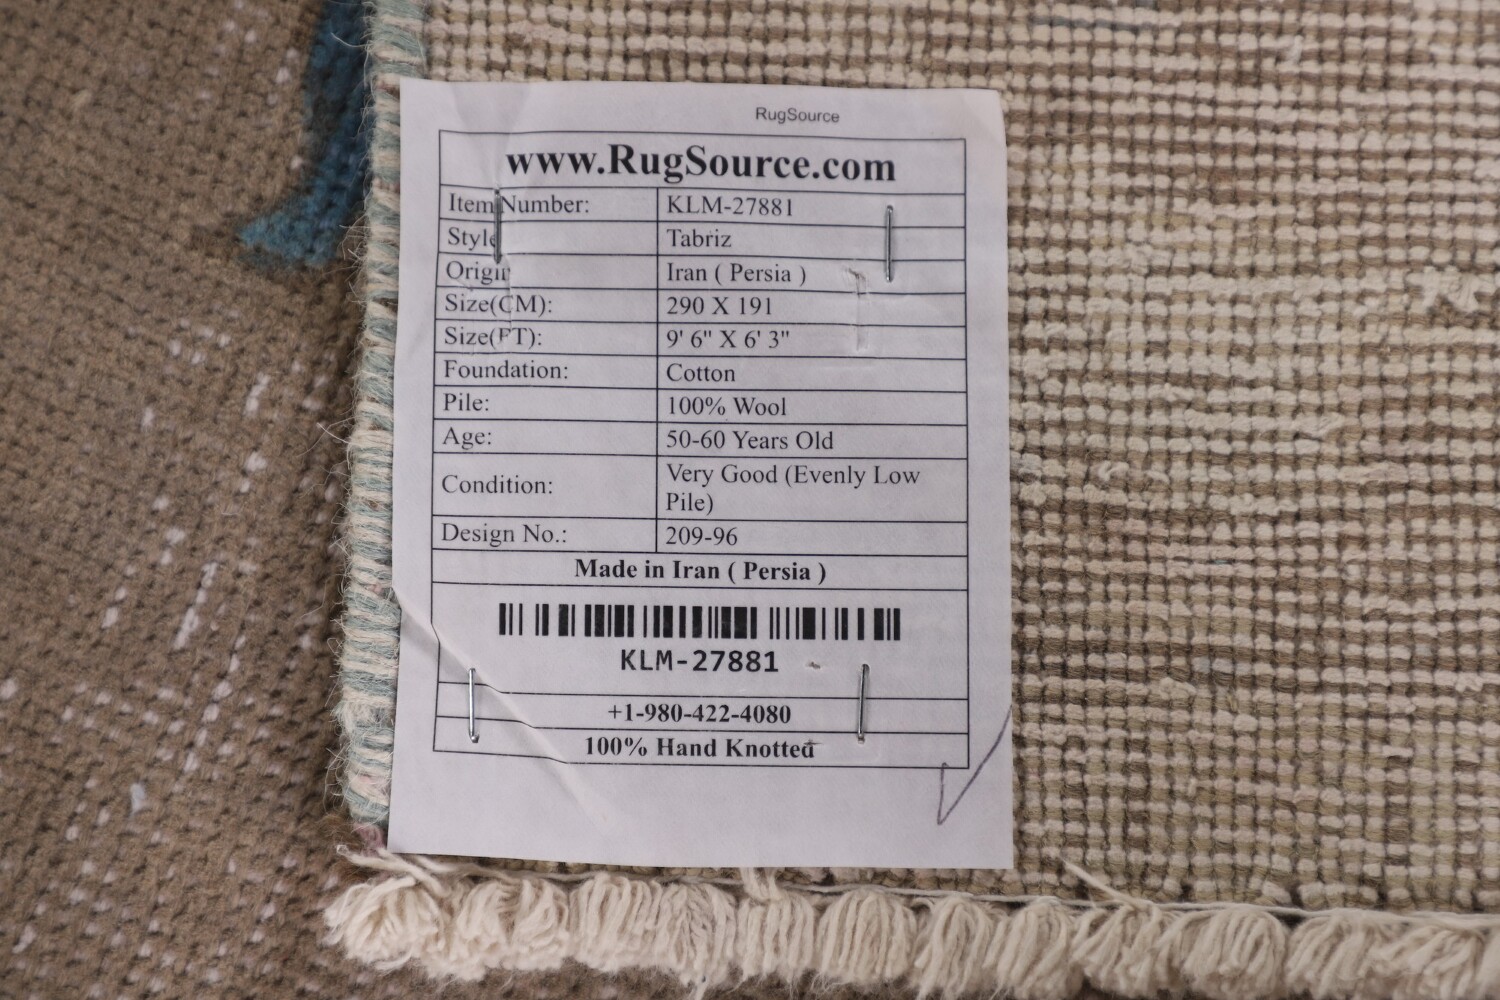 RugSource
www.RugSource.com
Item Number: KLM-27881
Style Tabriz
Origin Iran ( Persia )
Size(CM): 290 X 191
Size(FT): 9' 6" X 6' 3"
Foundation: Cotton
Pile: 100% Wool
Age: 50-60 Years Old
Condition: Very Good (Evenly Low
Pile)
Design No.: 209-96
Made in Iran ( Persia )
KLM-27881
+1-980-422-4080
100% Hand Knotted